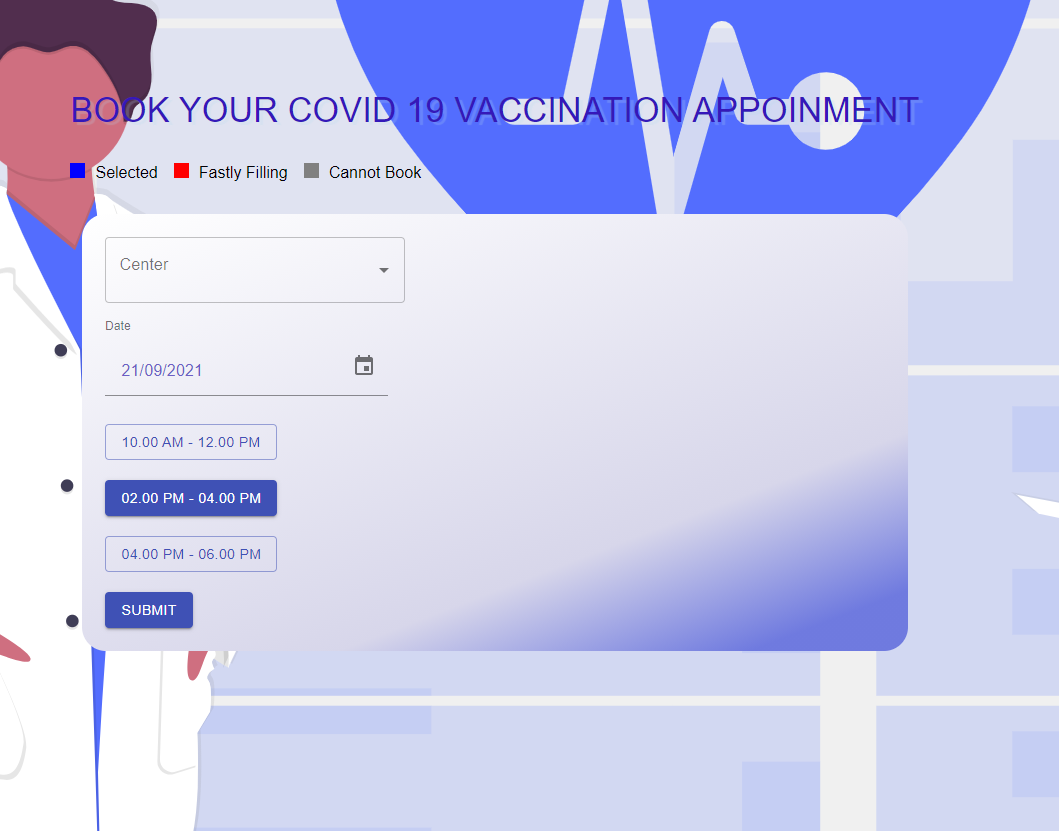 BOOK YOUR COVID 19 VACCINATION APPOINMENT
Selected Fastly Filling Cannot Book
Center
Date
21/09/2021
10.00 AM - 12.00 PM
02.00 PM - 04.00 PM
04.00 PM - 06.00 PM
SUBMIT